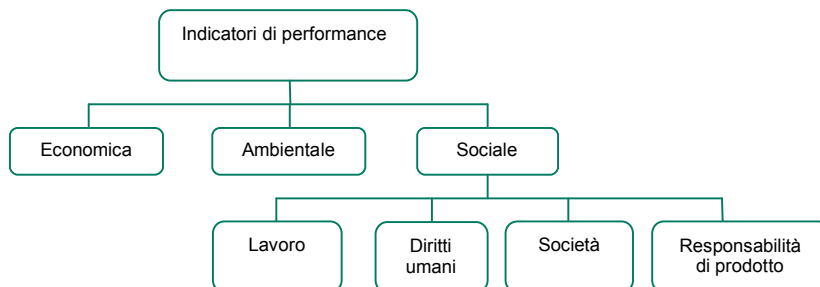 Indicatori di performance
Economica
Ambientale
Sociale
Lavoro
Diritti
umani
Società
Responsabilità
di prodotto